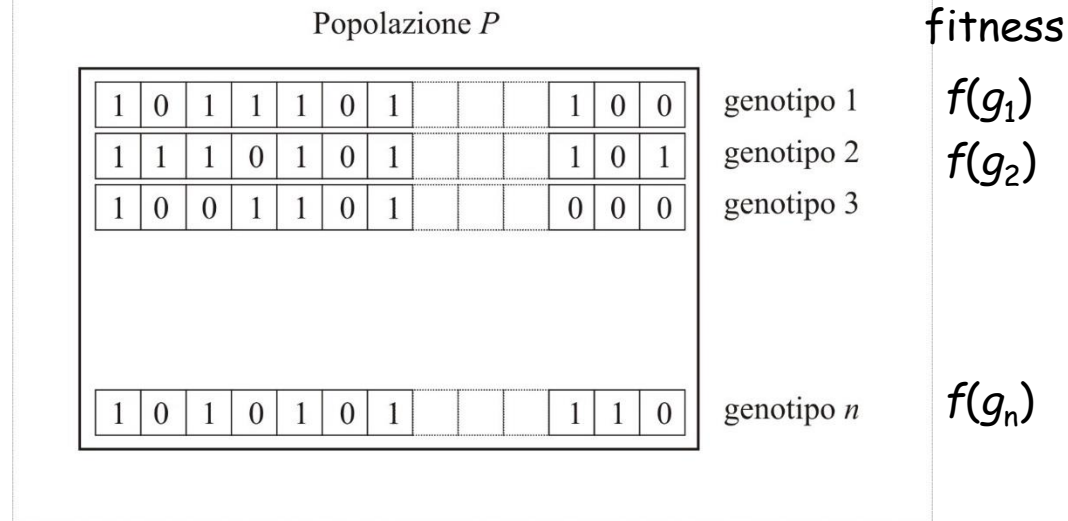 Popolazione P fitness
1 0 1 1 1 0 1 1 0 0 genotipo 1 f(g₁)
1 1 1 0 1 0 1 1 0 1 genotipo 2 f(g₂)
1 0 0 1 1 0 1 0 0 0 genotipo 3
1 0 1 0 1 0 1 1 1 0 genotipo n f(gₙ)